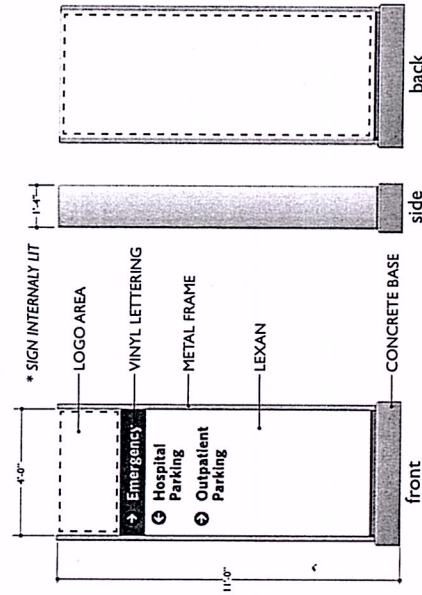 * SIGN INTERNALY LIT
4'-0"
1'-4"
LOGO AREA
VINYL LETTERING
METAL FRAME
LEXAN
CONCRETE BASE
Emergency
Hospital
Parking
Outpatient
Parking
11'-0"
front
side
back